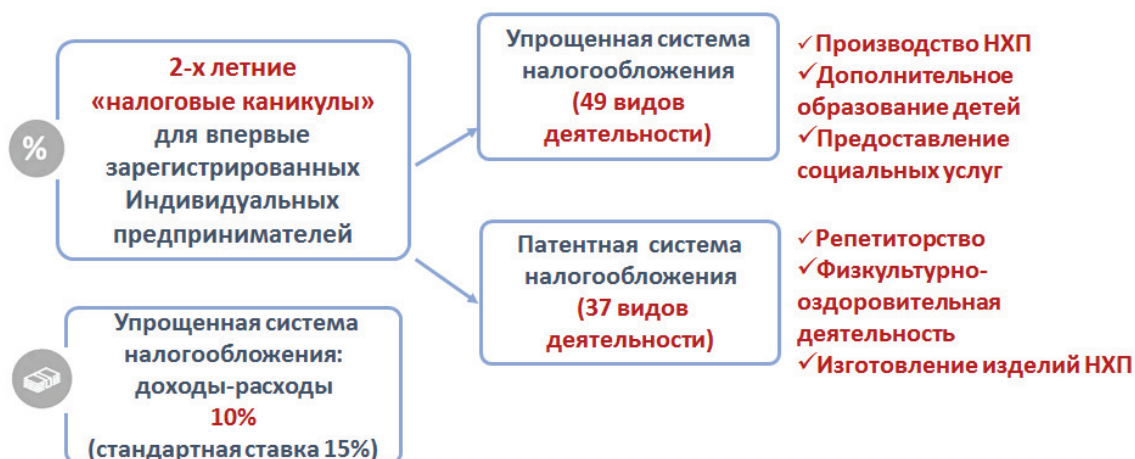 %
2-х летние
«налоговые каникулы»
для впервые
зарегистрированных
Индивидуальных
предпринимателей
Упрощенная система
налогообложения
(49 видов
деятельности)
✓Производство НХП
✓Дополнительное
образование детей
✓Предоставление
социальных услуг
Патентная система
налогообложения
(37 видов
деятельности)
✓Репетиторство
✓Физкультурно-
оздоровительная
деятельность
✓Изготовление изделий НХП
Упрощенная система
налогообложения:
доходы-расходы
10%
(стандартная ставка 15%)